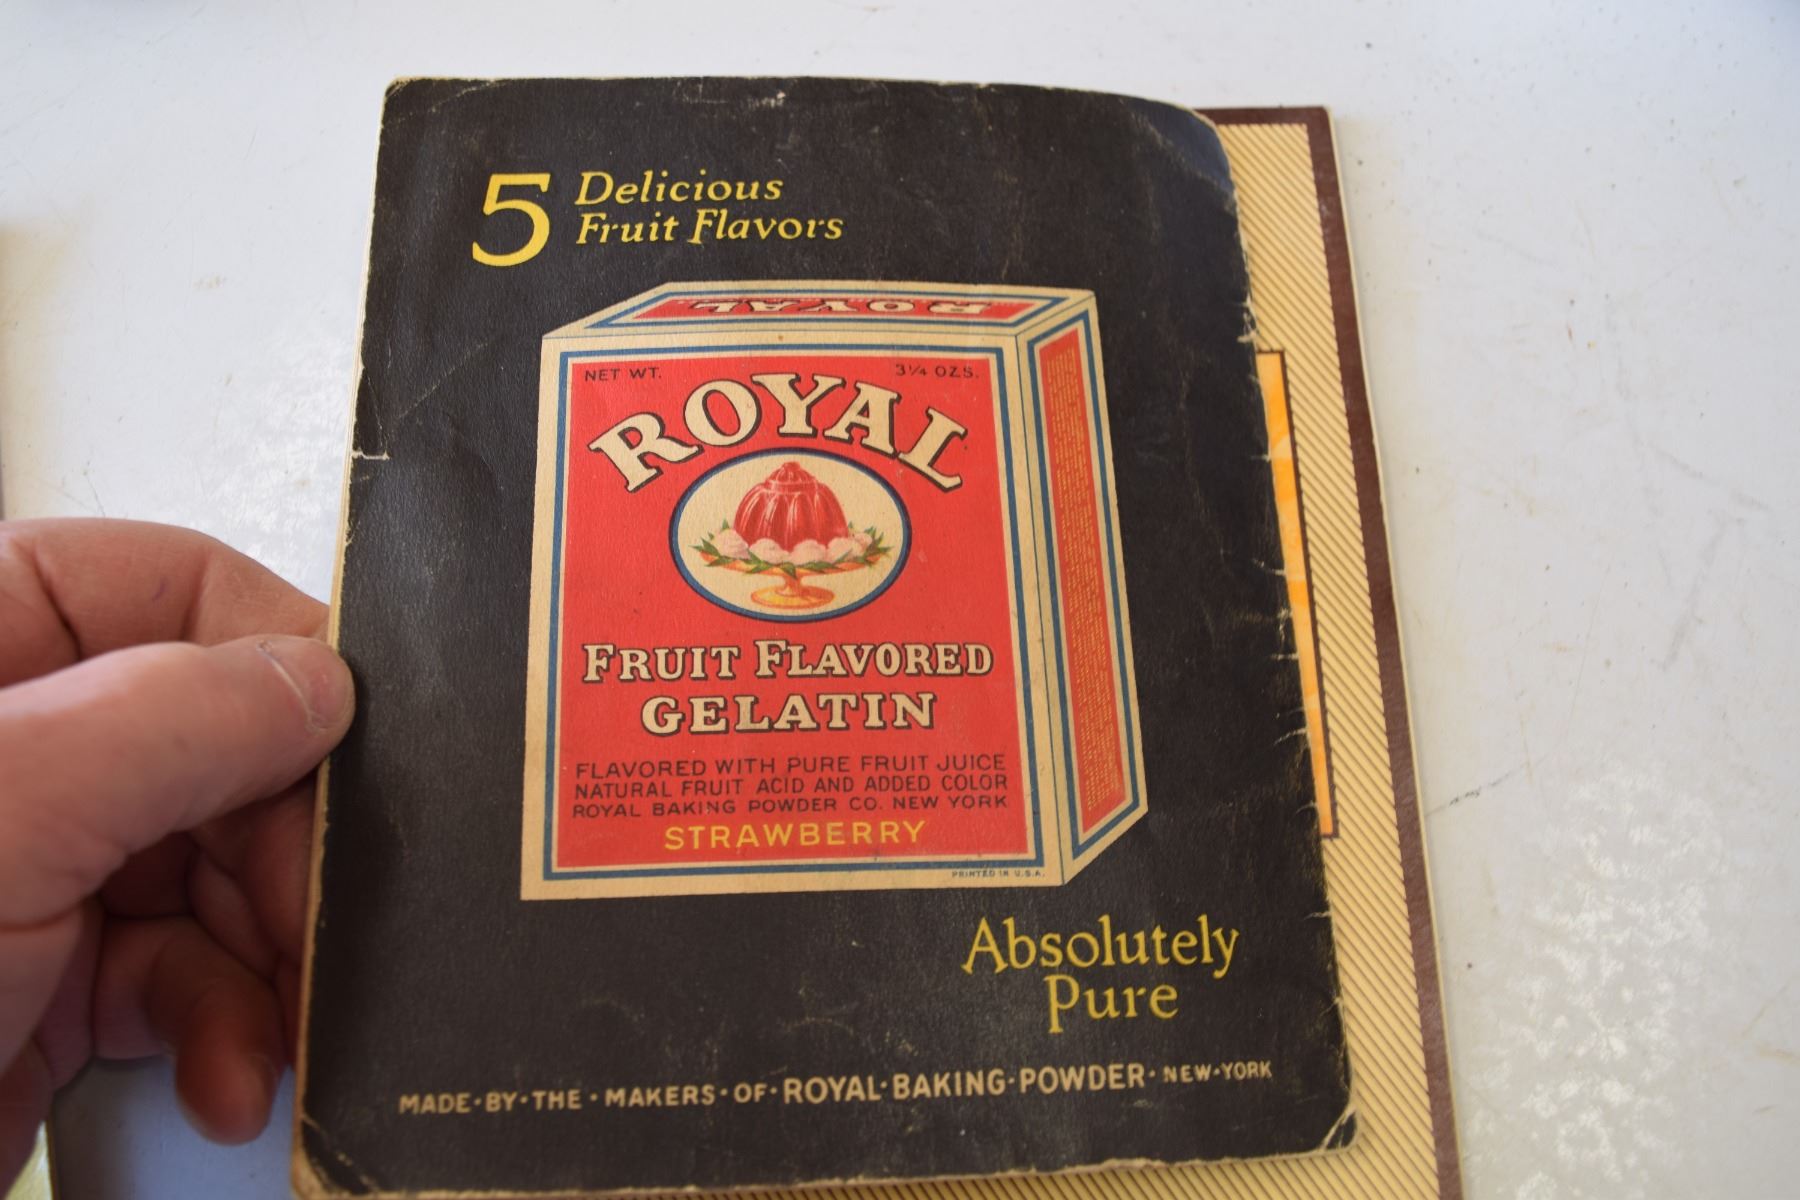 5 Delicious
Fruit Flavors
ROYAL
NET WT. 3¼ OZS.
ROYAL
FRUIT FLAVORED
GELATIN
FLAVORED WITH PURE FRUIT JUICE
NATURAL FRUIT ACID AND ADDED COLOR
ROYAL BAKING POWDER CO. NEW YORK
STRAWBERRY
PRINTED IN U.S.A.
Absolutely
Pure
MADE·BY·THE·MAKERS·OF·ROYAL·BAKING·POWDER·NEW·YORK